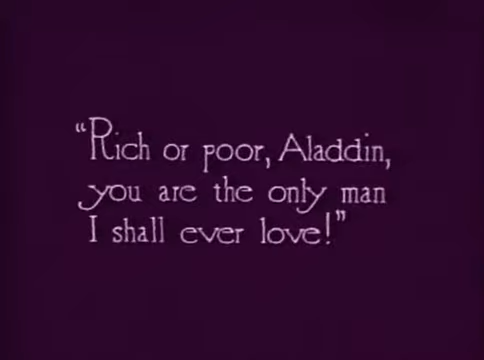 “Rich or poor, Aladdin,
you are the only man
I shall ever love!”